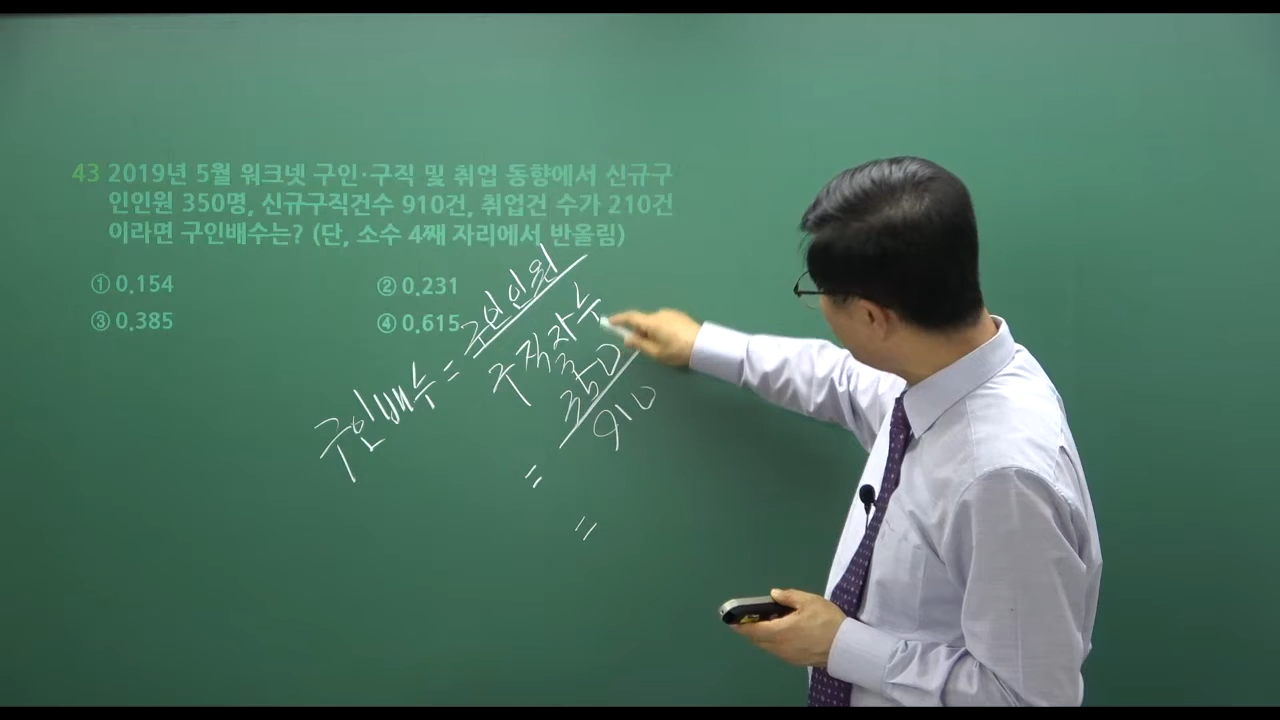 43 2019년 5월 워크넷 구인·구직 및 취업 동향에서 신규구
인인원 350명, 신규구직건수 910건, 취업건 수가 210건
이라면 구인배수는? (단, 소수 4째 자리에서 반올림)
① 0.154 ② 0.231
③ 0.385 ④ 0.615
구인배수 = 구인인원
구직자수
=
910
=